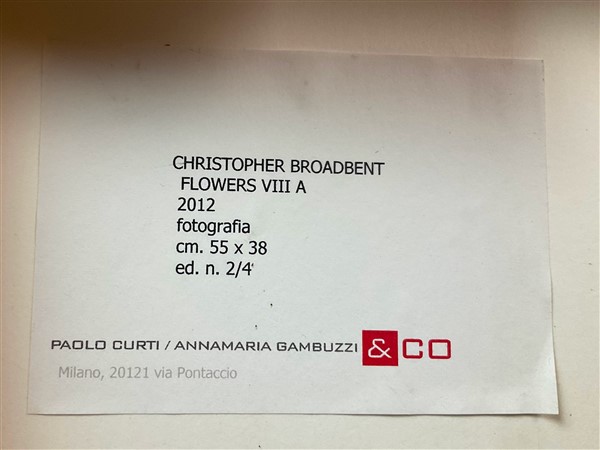 CHRISTOPHER BROADBENT
FLOWERS VIII A
2012
fotografia
cm. 55 x 38
ed. n. 2/4
PAOLO CURTI / ANNAMARIA GAMBUZZI & CO
Milano, 20121 via Pontaccio